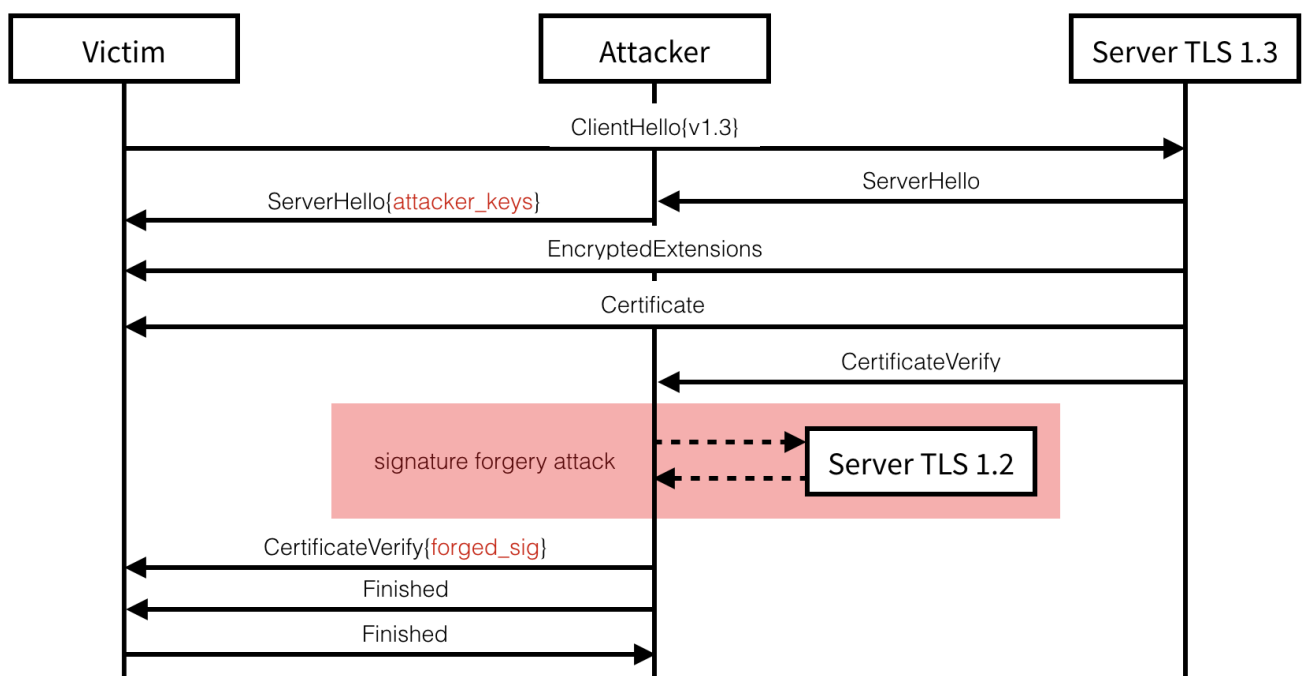 Victim
Attacker
Server TLS 1.3
ClientHello{v1.3}
ServerHello
ServerHello{attacker_keys}
EncryptedExtensions
Certificate
CertificateVerify
signature forgery attack
Server TLS 1.2
CertificateVerify{forged_sig}
Finished
Finished